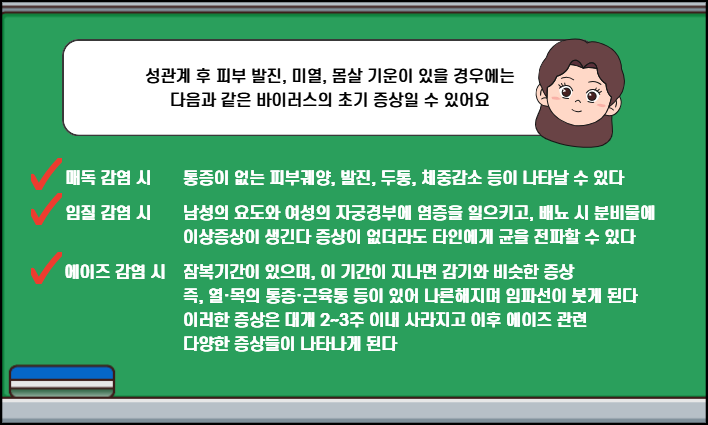 성관계 후 피부 발진, 미열, 몸살 기운이 있을 경우에는
다음과 같은 바이러스의 초기 증상일 수 있어요
매독 감염 시 통증이 없는 피부궤양, 발진, 두통, 체중감소 등이 나타날 수 있다
임질 감염 시 남성의 요도와 여성의 자궁경부에 염증을 일으키고, 배뇨 시 분비물에
이상증상이 생긴다 증상이 없더라도 타인에게 균을 전파할 수 있다
에이즈 감염 시 잠복기간이 있으며, 이 기간이 지나면 감기와 비슷한 증상
즉, 열·목의 통증·근육통 등이 있어 나른해지며 임파선이 붓게 된다
이러한 증상은 대개 2~3주 이내 사라지고 이후 에이즈 관련
다양한 증상들이 나타나게 된다